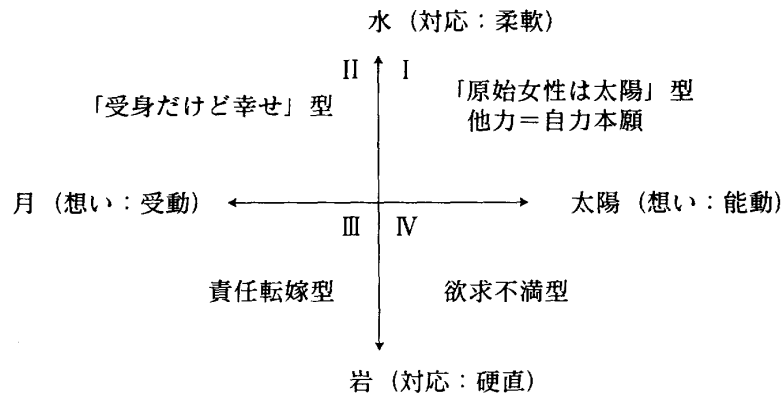 水（対応：柔軟）
Ⅱ Ⅰ
「受身だけど幸せ」型
「原始女性は太陽」型
他力＝自力本願
月（想い：受動）
太陽（想い：能動）
Ⅲ Ⅳ
責任転嫁型
欲求不満型
岩（対応：硬直）